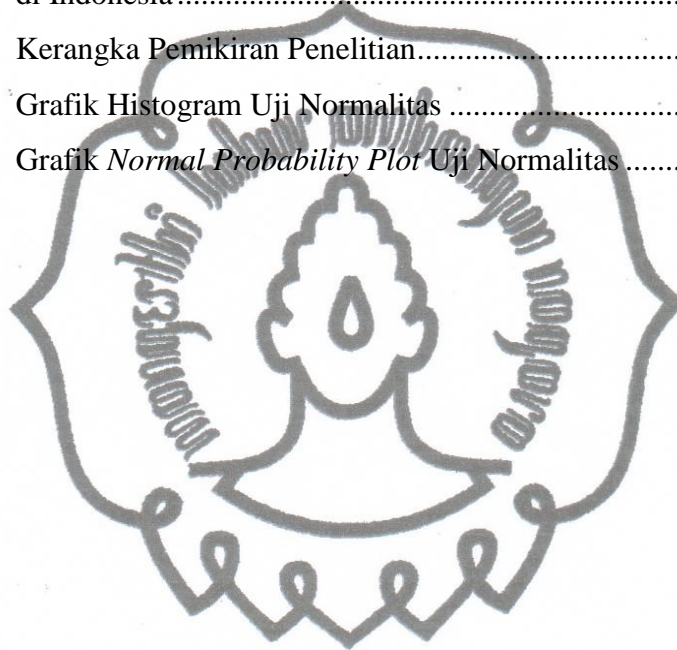 di Indonesia................................................
Kerangka Pemikiran Penelitian.............................
Grafik Histogram Uji Normalitas .........................
Grafik Normal Probability Plot Uji Normalitas .......